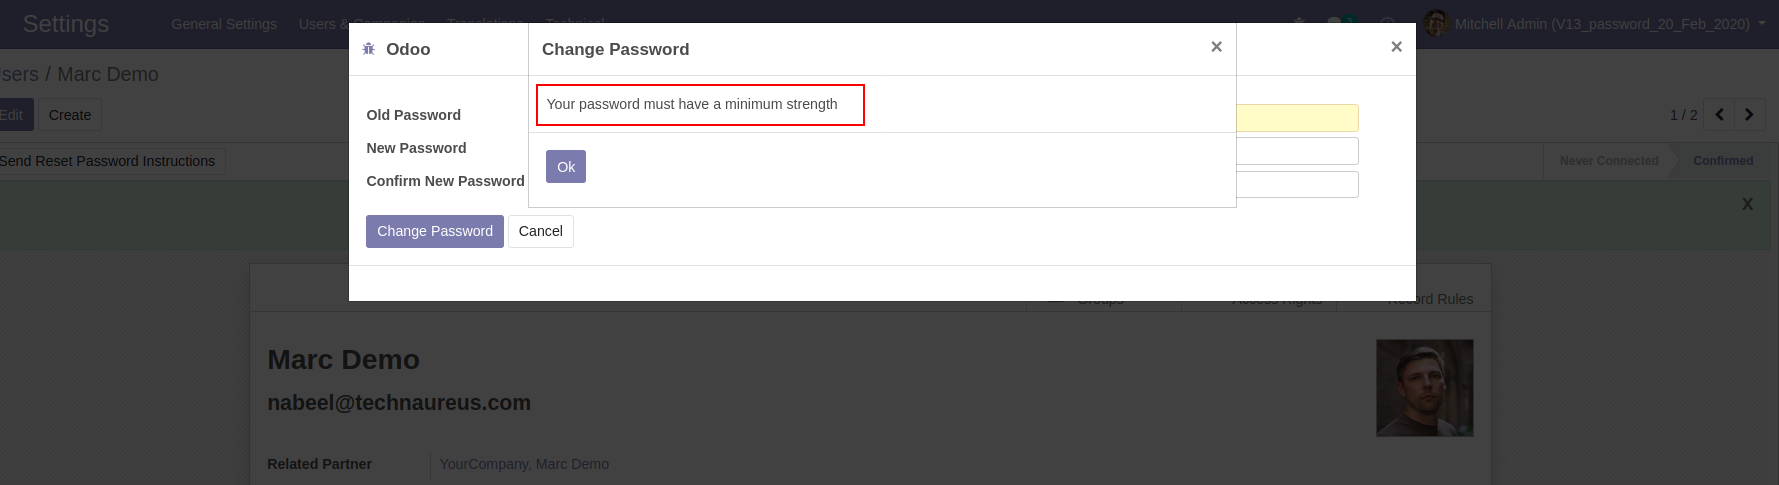 Settings
General Settings
Users & Companies
Translations
Technical
Mitchell Admin (V13_password_20_Feb_2020)
sers / Marc Demo
Edit
Create
1 / 2
Send Reset Password Instructions
Never Connected
Confirmed
x
Odoo
×
Change Password
×
Your password must have a minimum strength
Ok
Old Password
New Password
Confirm New Password
Change Password
Cancel
Groups
Access Rights
Record Rules
Marc Demo
nabeel@technaureus.com
Related Partner
YourCompany, Marc Demo